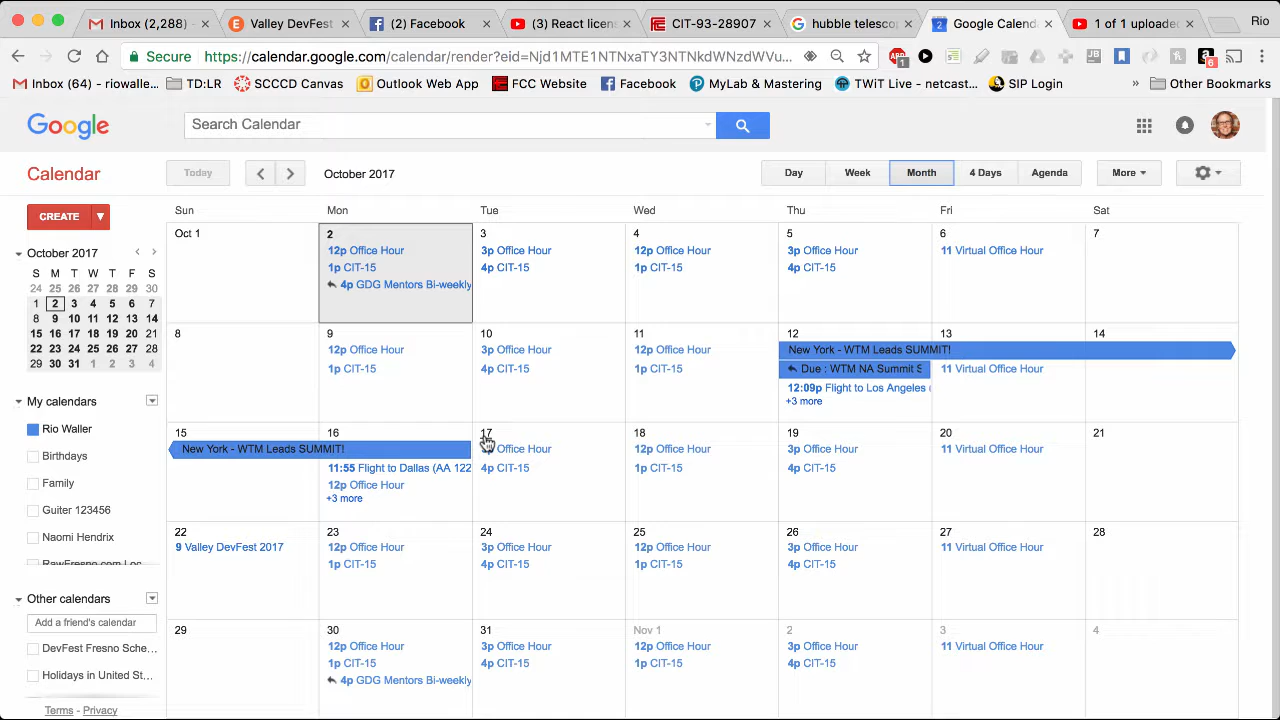 Inbox (2,288)
Valley DevFest
(2) Facebook
(3) React licens
CIT-93-28907
hubble telescop
Google Calenda
1 of 1 uploade
Rio
Secure
https://calendar.google.com/calendar/render?eid=Njd1MTE1NTNxaTY3NTNkdWNzdWVu...
Inbox (64) - riowalle...
TD:LR
SCCCD Canvas
Outlook Web App
FCC Website
Facebook
MyLab & Mastering
TWiT Live - netcast...
SIP Login
» Other Bookmarks
Google
Search Calendar
Calendar
Today
October 2017
Day Week Month 4 Days Agenda
More
CREATE
October 2017
S M T W T F S
24 25 26 27 28 29 30
1 2 3 4 5 6 7
8 9 10 11 12 13 14
15 16 17 18 19 20 21
22 23 24 25 26 27 28
29 30 31 1 2 3 4
My calendars
Rio Waller
Birthdays
Family
Guiter 123456
Naomi Hendrix
RawFresno.com Loc
Other calendars
Add a friend's calendar
DevFest Fresno Sche...
Holidays in United St...
Terms - Privacy
Sun Mon Tue Wed Thu Fri Sat
Oct 1 2 3 4 5 6 7
12p Office Hour 3p Office Hour 12p Office Hour 3p Office Hour 11 Virtual Office Hour
1p CIT-15 4p CIT-15 1p CIT-15 4p CIT-15
4p GDG Mentors Bi-weekly
8 9 10 11 12 13 14
12p Office Hour 3p Office Hour 12p Office Hour New York - WTM Leads SUMMIT!
1p CIT-15 4p CIT-15 1p CIT-15 Due : WTM NA Summit S 11 Virtual Office Hour
12:09p Flight to Los Angeles (
+3 more
15 16 17 18 19 20 21
New York - WTM Leads SUMMIT! Office Hour 12p Office Hour 3p Office Hour 11 Virtual Office Hour
11:55 Flight to Dallas (AA 122 4p CIT-15 1p CIT-15 4p CIT-15
12p Office Hour
+3 more
22 23 24 25 26 27 28
9 Valley DevFest 2017 12p Office Hour 3p Office Hour 12p Office Hour 3p Office Hour 11 Virtual Office Hour
1p CIT-15 4p CIT-15 1p CIT-15 4p CIT-15
29 30 31 Nov 1 2 3 4
12p Office Hour 3p Office Hour 12p Office Hour 3p Office Hour 11 Virtual Office Hour
1p CIT-15 4p CIT-15 1p CIT-15 4p CIT-15
4p GDG Mentors Bi-weekly